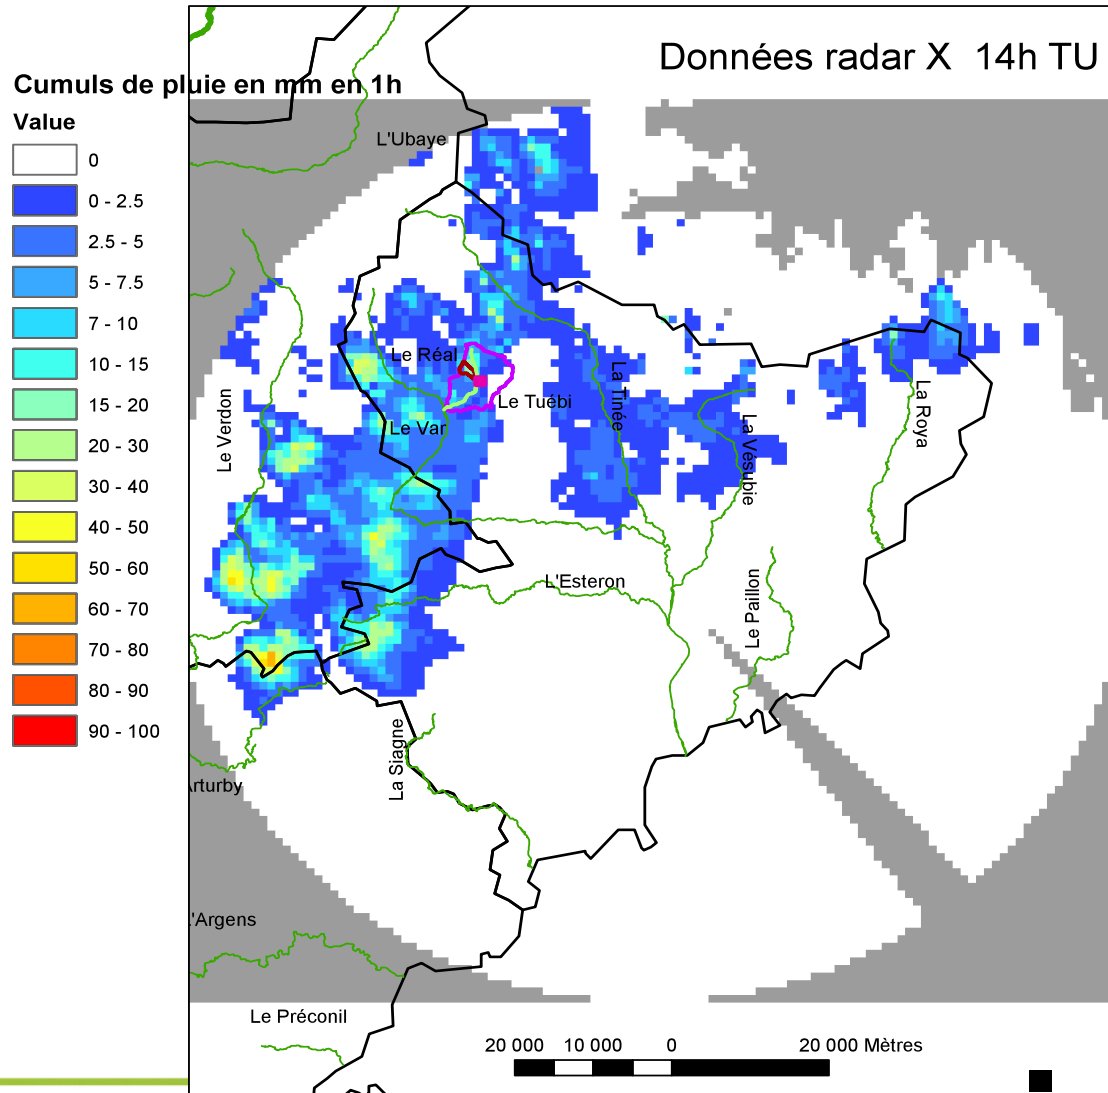 Données radar X 14h TU
Cumuls de pluie en mm en 1h
Value
0
0 - 2.5
2.5 - 5
5 - 7.5
7 - 10
10 - 15
15 - 20
20 - 30
30 - 40
40 - 50
50 - 60
60 - 70
70 - 80
80 - 90
90 - 100
L'Ubaye
Le Réal
Le Tuébi
Le Var
Le Verdon
La Tinée
La Vésubie
La Roya
L'Esteron
Le Paillon
La Siagne
Arturby
L'Argens
Le Préconil
20 000 10 000 0 20 000 Mètres